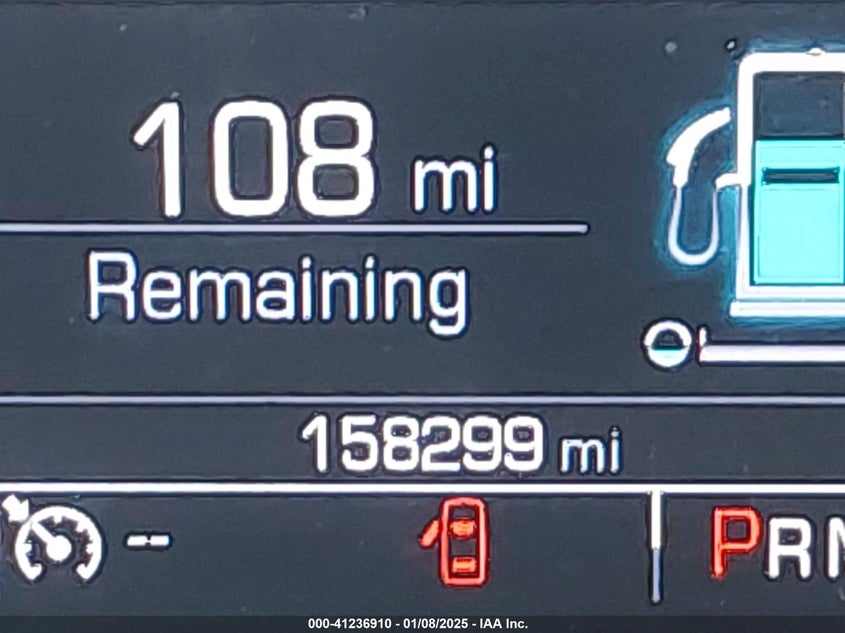 108 mi
Remaining
158299 mi
-- PRN
000-41236910 - 01/08/2025 - IAA Inc.